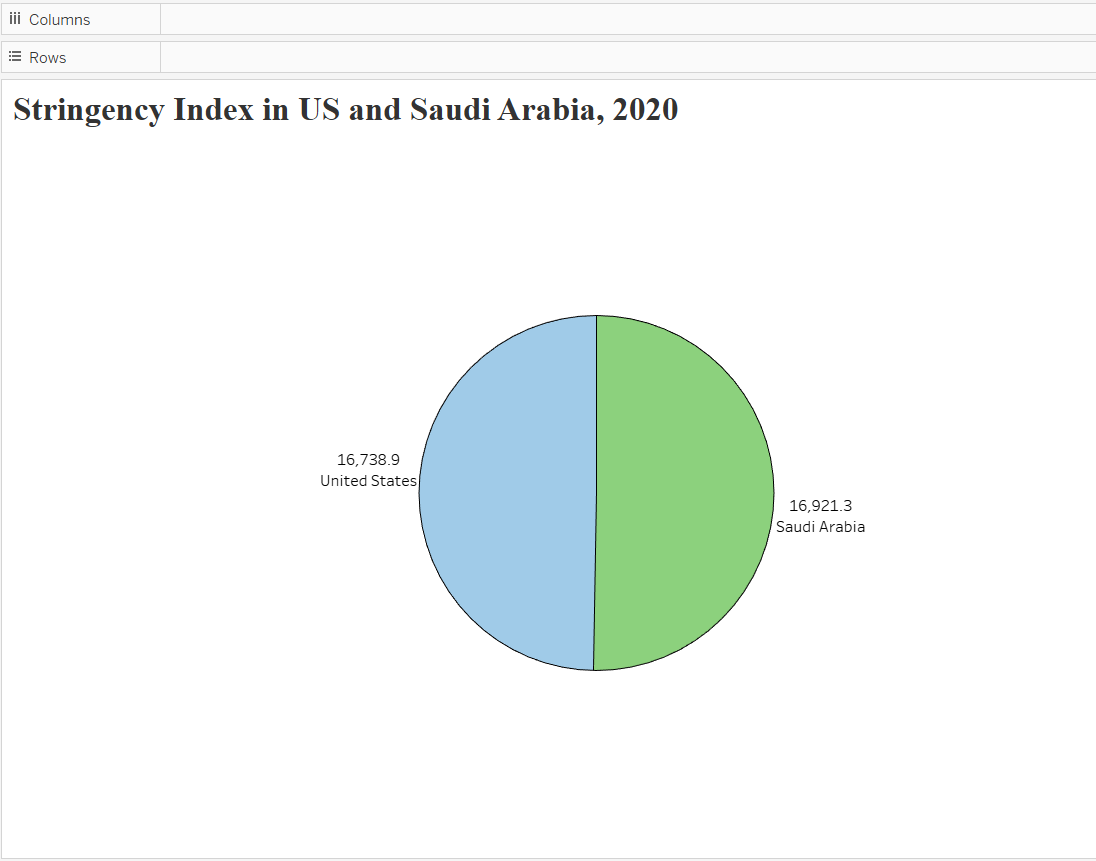 Columns
Rows
Stringency Index in US and Saudi Arabia, 2020
16,738.9
United States
16,921.3
Saudi Arabia